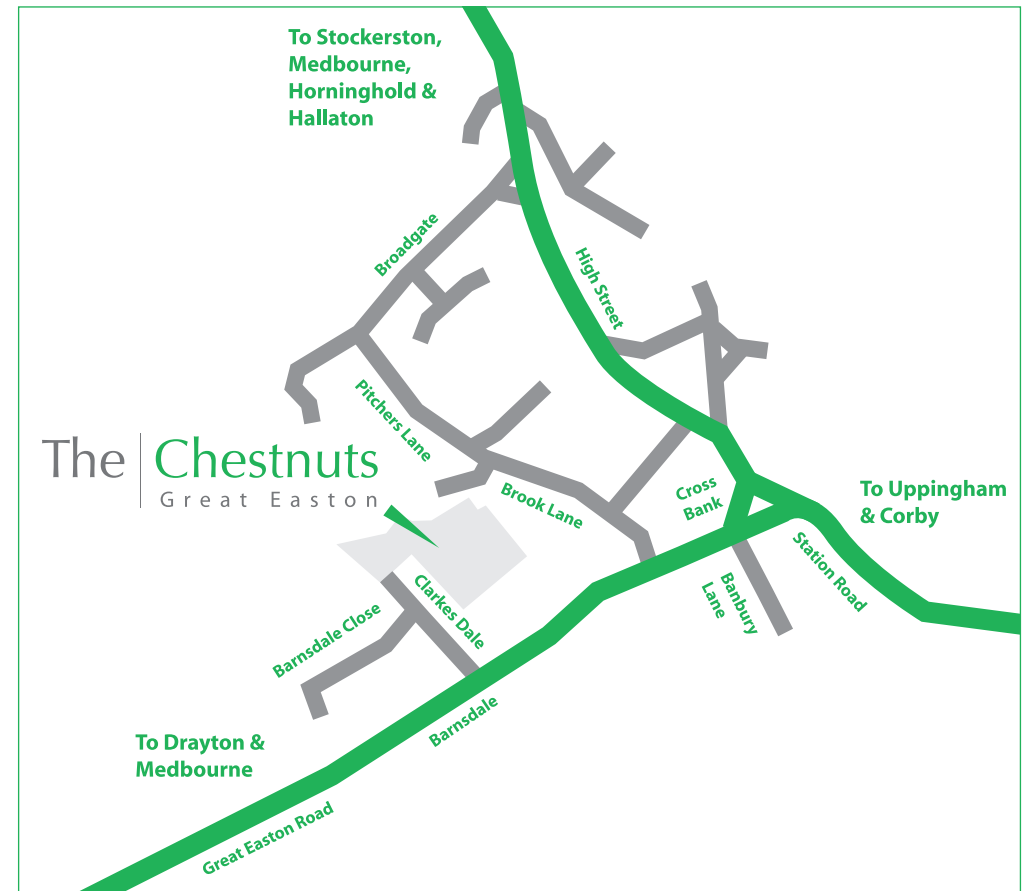 To Stockerston,
Medbourne,
Horninghold &
Hallaton
Broadgate
High Street
Pitchers Lane
The Chestnuts
Great Easton
Brook Lane
Cross
Bank
To Uppingham
& Corby
Station Road
Banbury
Lane
Clarkes Dale
Barnsdale Close
Barnsdale
To Drayton &
Medbourne
Great Easton Road